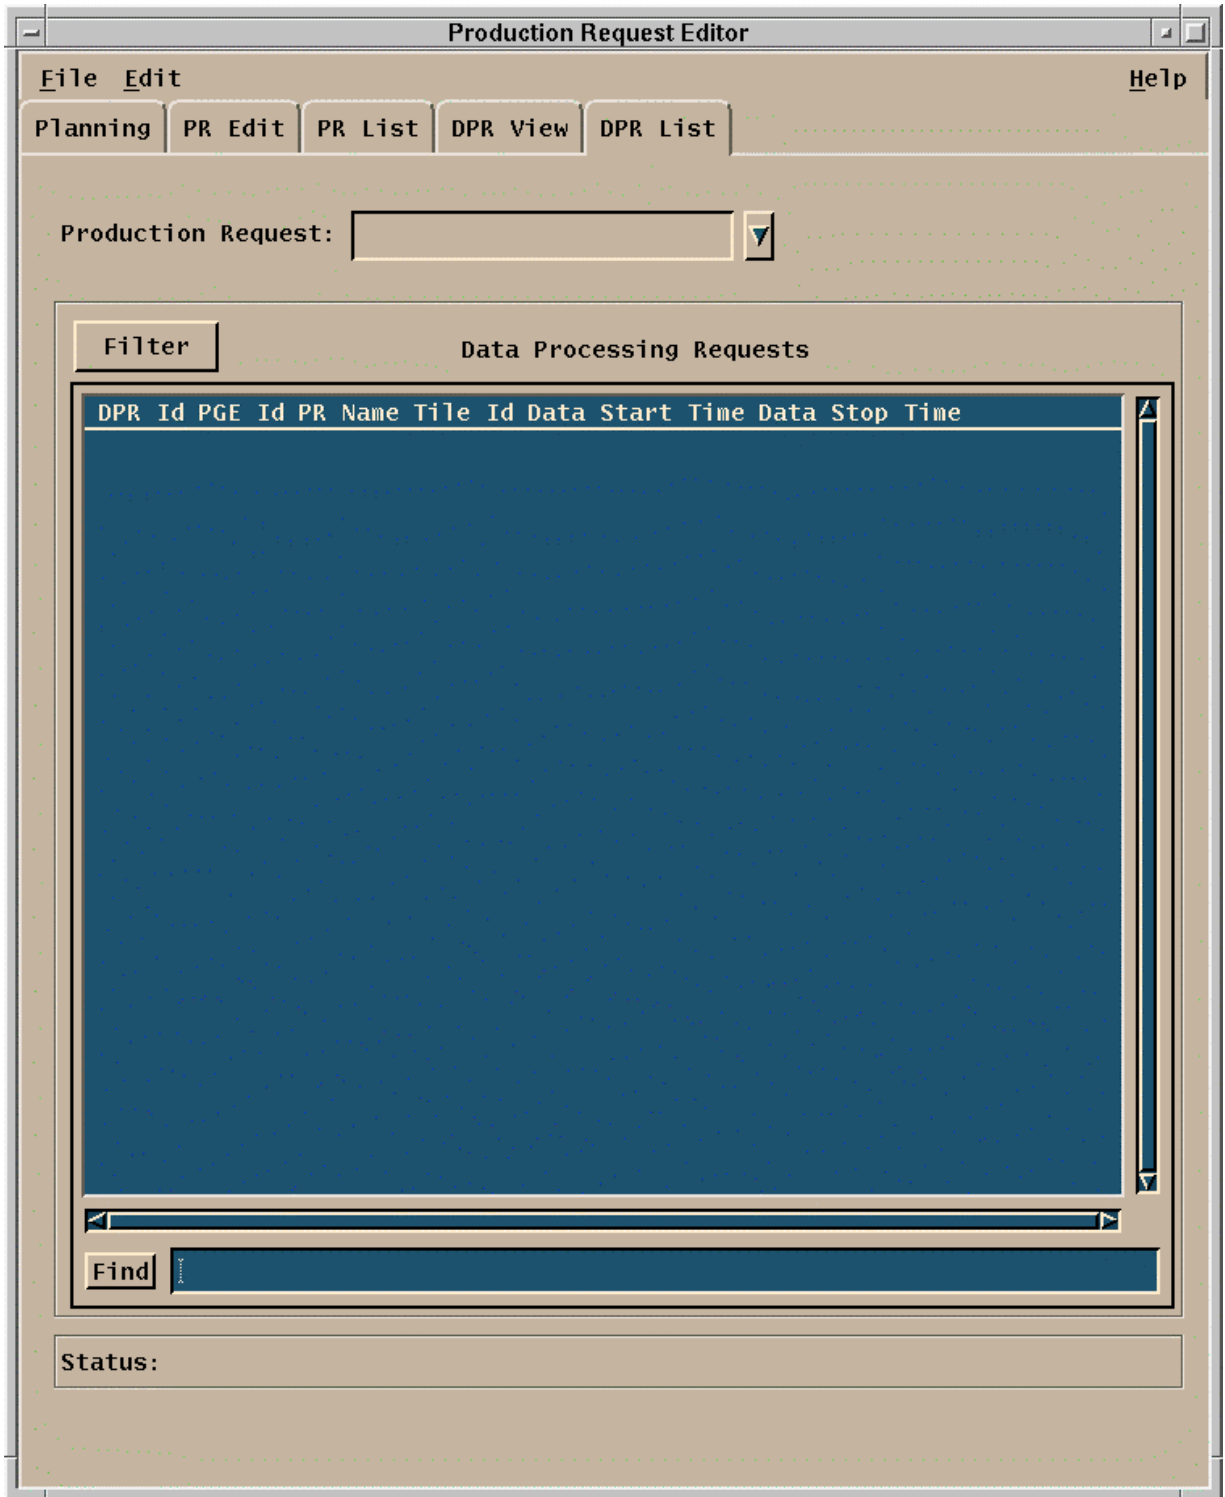 Production Request Editor
File Edit Help
Planning PR Edit PR List DPR View DPR List
Production Request:
Filter Data Processing Requests
DPR Id PGE Id PR Name Tile Id Data Start Time Data Stop Time
Find
Status: